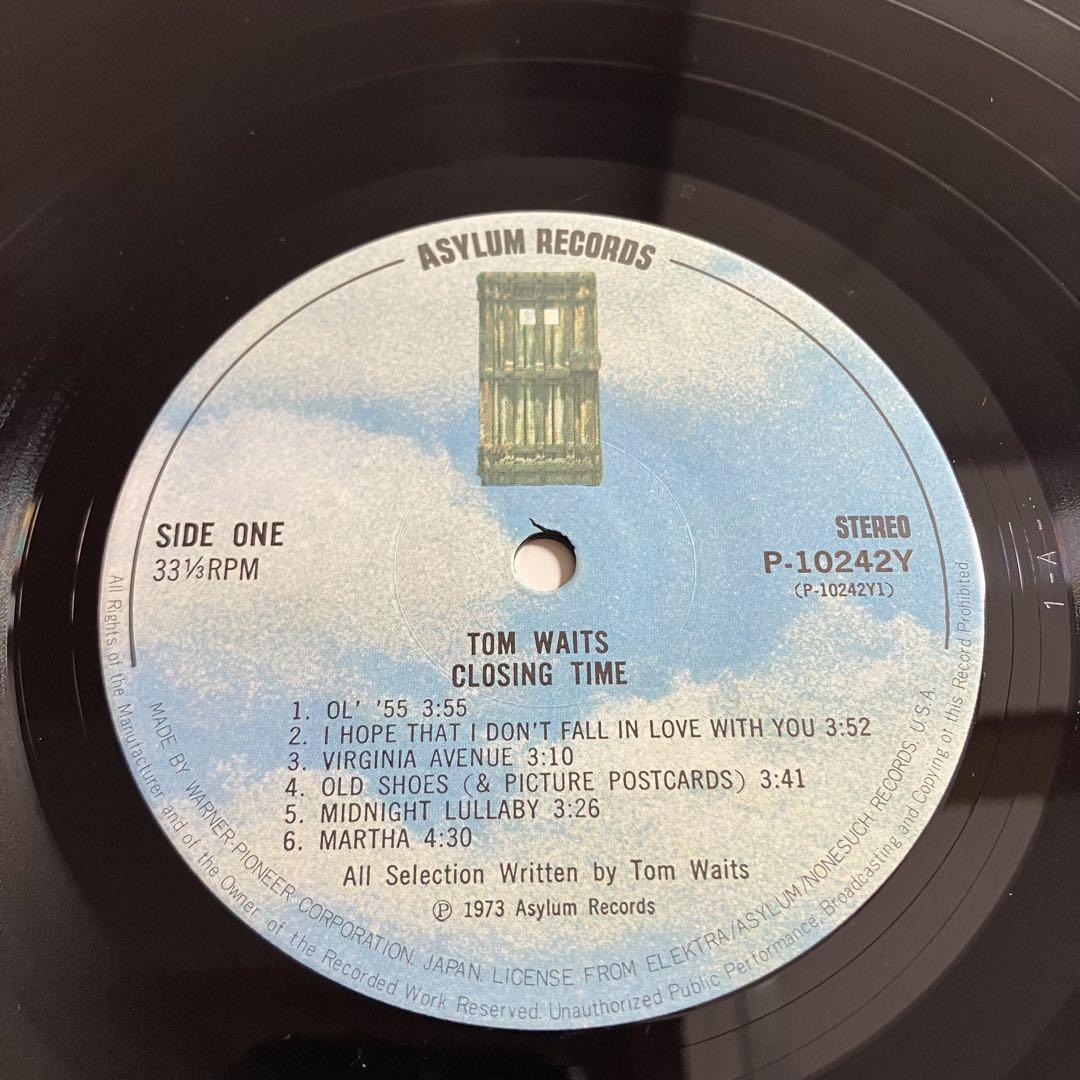 ASYLUM RECORDS
SIDE ONE
33 1/3 RPM
STEREO
P-10242Y
(P-10242Y1)
TOM WAITS
CLOSING TIME
1. OL' '55 3:55
2. I HOPE THAT I DON'T FALL IN LOVE WITH YOU 3:52
3. VIRGINIA AVENUE 3:10
4. OLD SHOES (& PICTURE POSTCARDS) 3:41
5. MIDNIGHT LULLABY 3:26
6. MARTHA 4:30
All Selection Written by Tom Waits
Ⓟ 1973 Asylum Records
MADE BY WARNER-PIONEER CORPORATION. JAPAN. LICENSE FROM ELEKTRA/ASYLUM/NONESUCH RECORDS, U.S.A.
All Rights of the Manufacturer and of the Owner of the Recorded Work Reserved. Unauthorized Public Performance. Broadcasting and Copying of this Record Prohibited.
1-A-